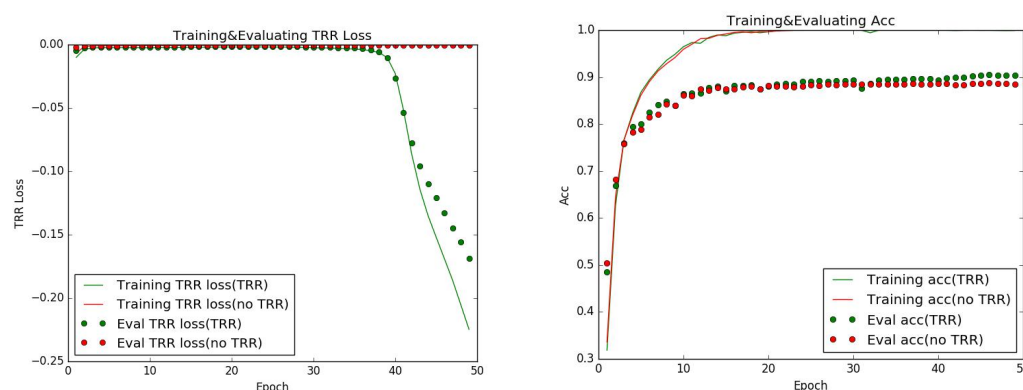 Training&Evaluating TRR Loss
0.00
−0.05
−0.10
−0.15
−0.20
−0.25
TRR Loss
Training TRR loss(TRR)
Training TRR loss(no TRR)
Eval TRR loss(TRR)
Eval TRR loss(no TRR)
0 10 20 30 40 50
Epoch
Training&Evaluating Acc
1.0
0.9
0.8
0.7
0.6
0.5
0.4
0.3
Acc
Training acc(TRR)
Training acc(no TRR)
Eval acc(TRR)
Eval acc(no TRR)
0 10 20 30 40
Epoch